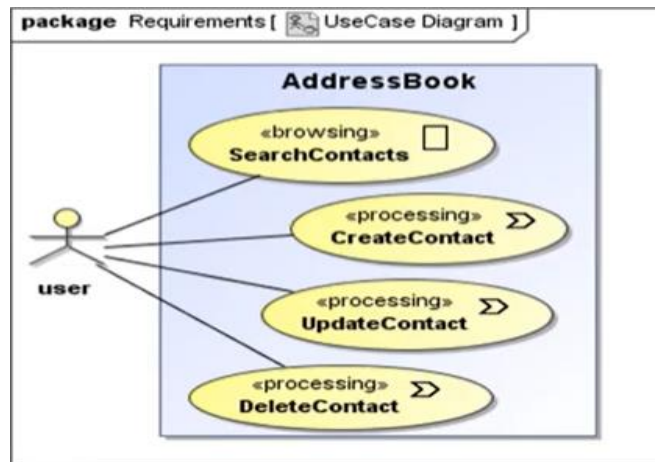 package Requirements [ UseCase Diagram ]
AddressBook
«browsing»
SearchContacts
«processing»
CreateContact
user
«processing»
UpdateContact
«processing»
DeleteContact